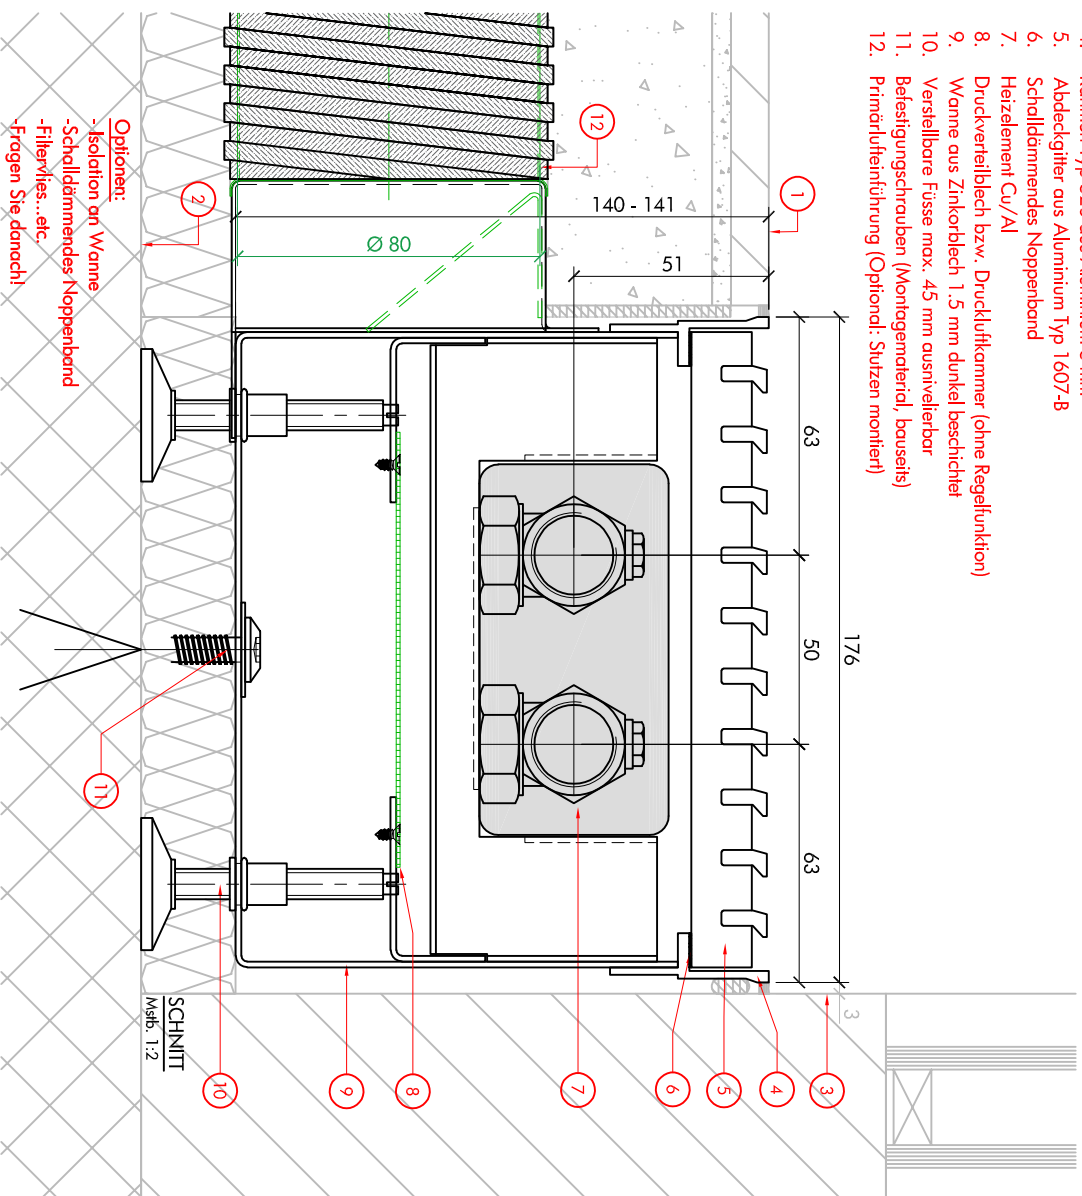 5. Abdeckgitter aus Aluminium Typ 1607-B
6. Schalldämmendes Noppenband
7. Heizelement Cu/Al
8. Druckverteilblech bzw. Druckluftkammer (ohne Regelfunktion)
9. Wanne aus Zinkorblech 1.5 mm dunkel beschichtet
10. Verstellbare Füsse max. 45 mm ausnivelierbar
11. Befestigungschrauben (Montagematerial, bauseits)
12. Primärlufteinführung (Optional: Stutzen montiert)
1
12
2
140 - 141
Ø 80
51
63
50
63
176
3
3
4
5
6
7
8
9
10
11
8
SCHNITT
Mstb. 1:2
Optionen:
- Isolation an Wanne
-Schalldämmendes Noppenband
-Filtervlies...etc.
-Fragen Sie danach!